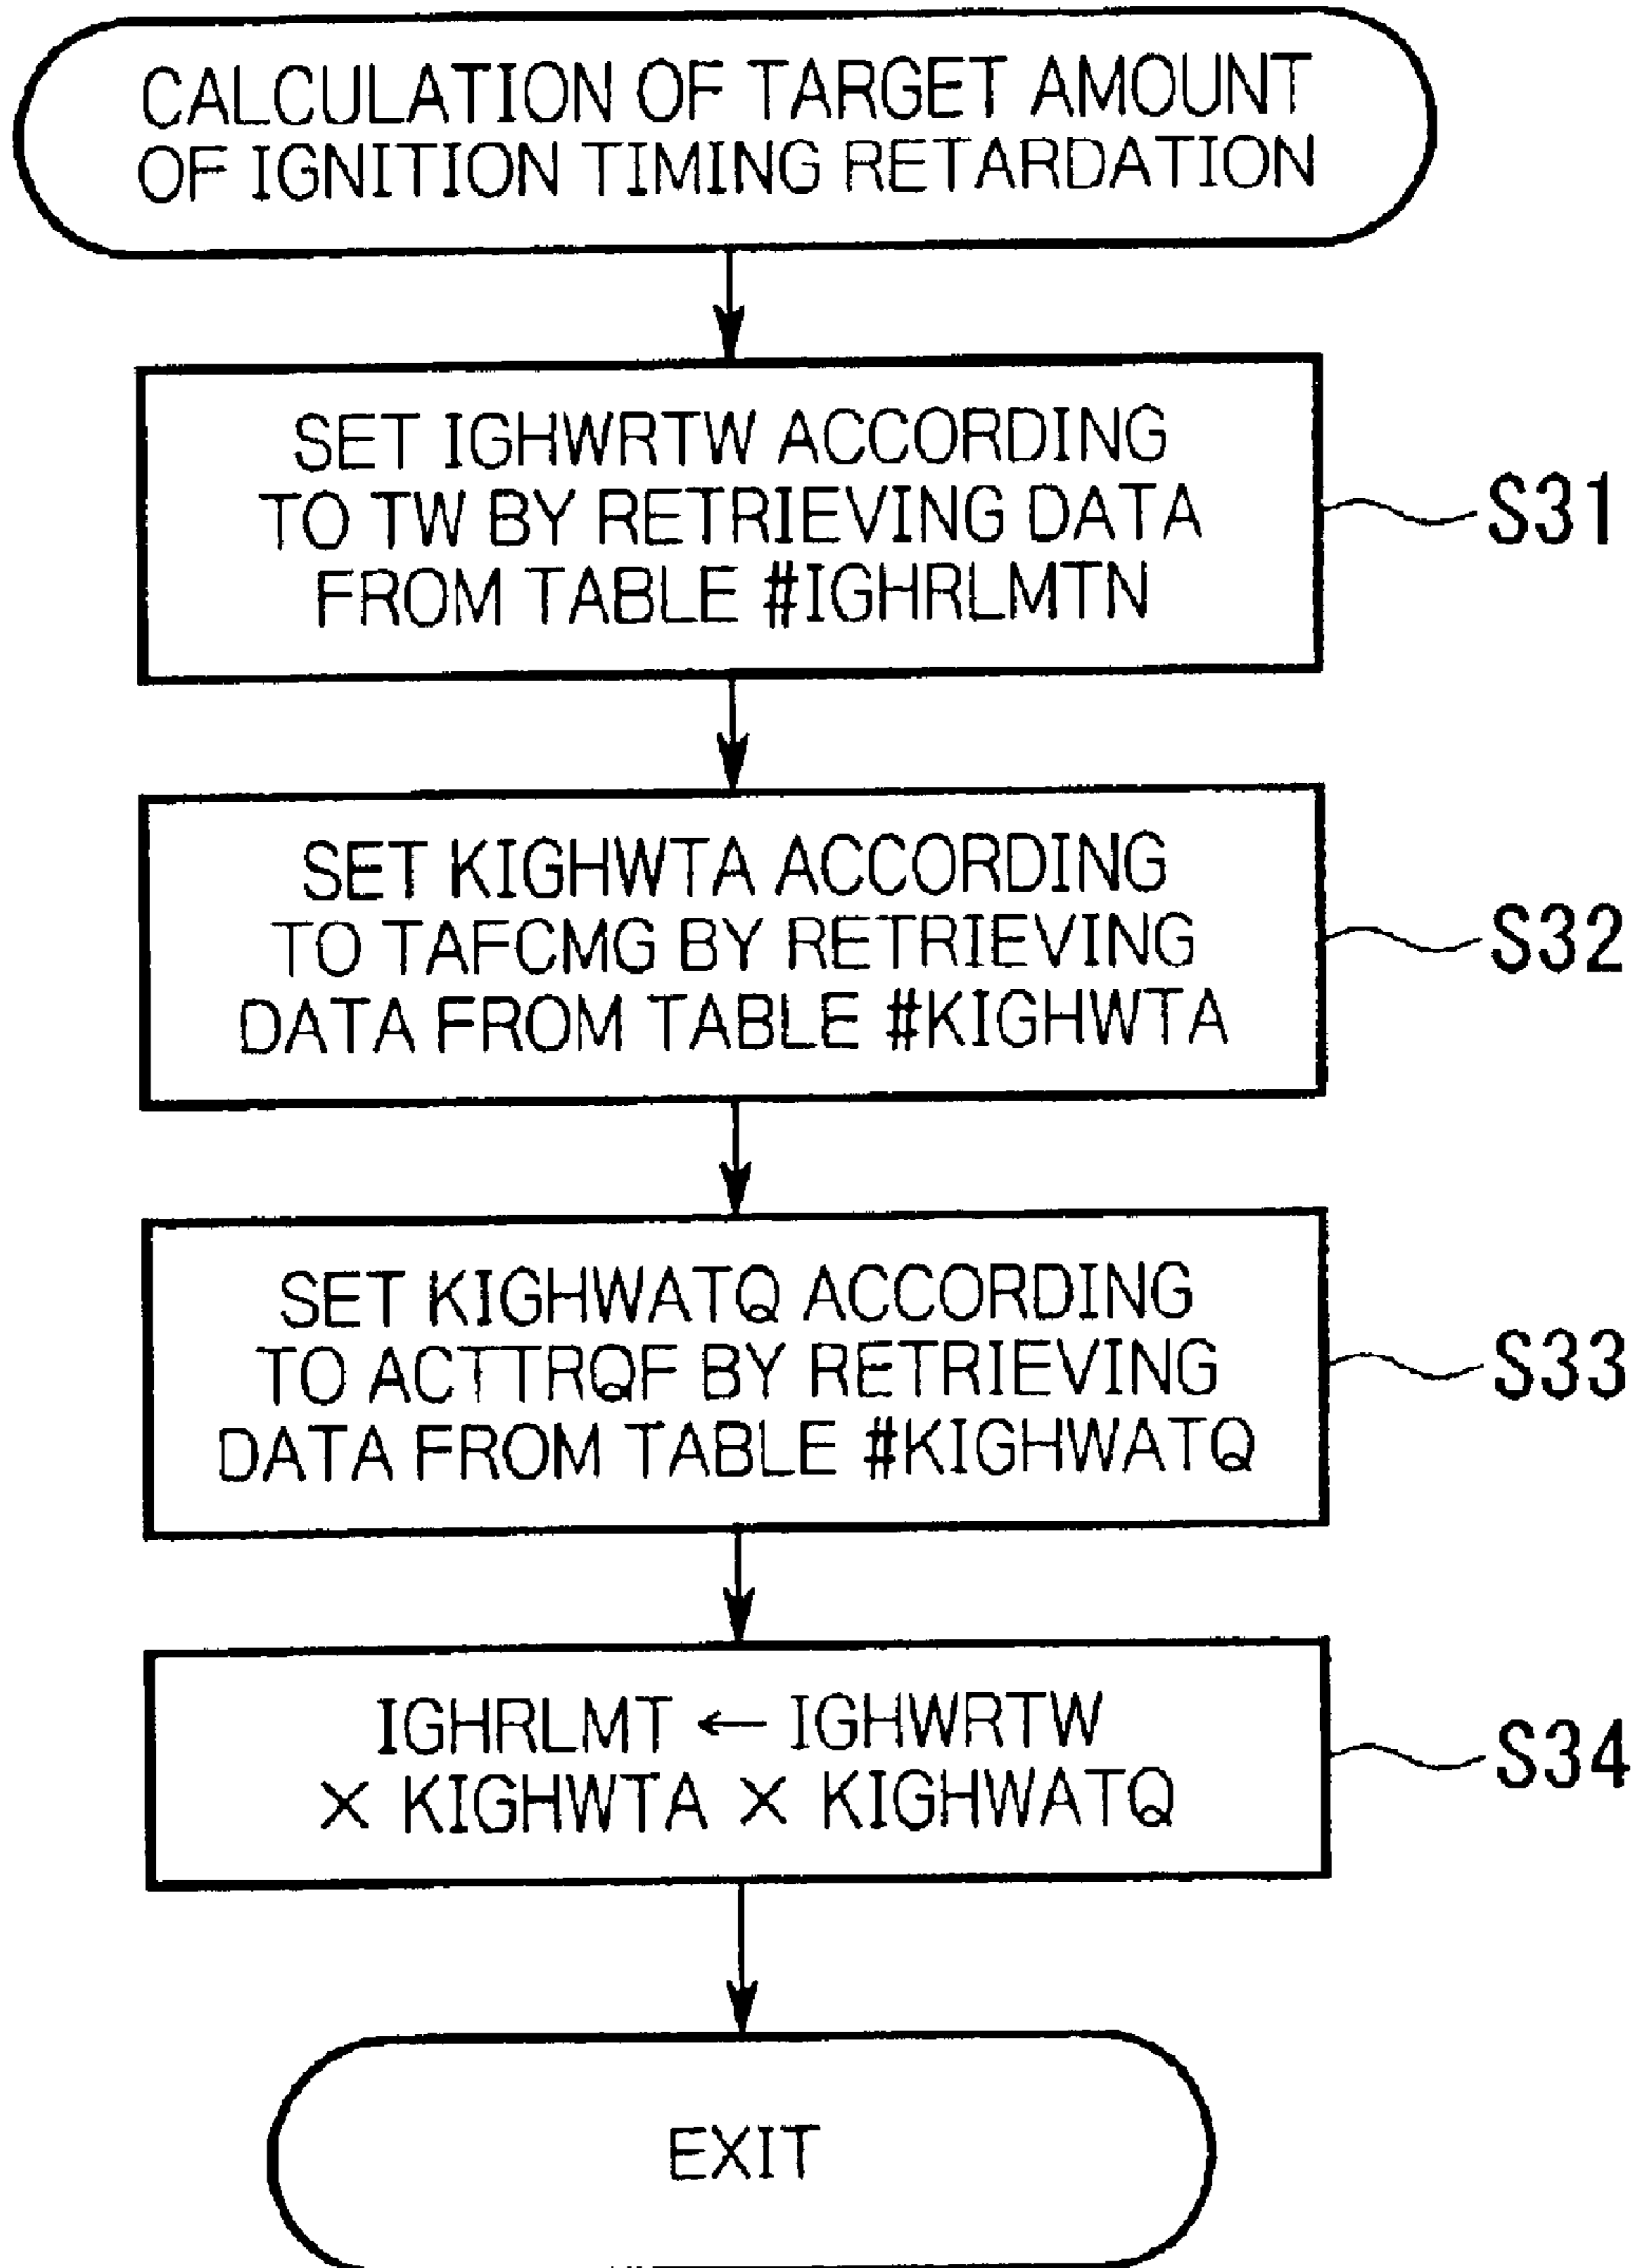 CALCULATION OF TARGET AMOUNT
OF IGNITION TIMING RETARDATION
SET IGHWRTW ACCORDING
TO TW BY RETRIEVING DATA
FROM TABLE #IGHRLMTN
S31
SET KIGHWTA ACCORDING
TO TAFCMG BY RETRIEVING
DATA FROM TABLE #KIGHWTA
S32
SET KIGHWATQ ACCORDING
TO ACTTRQF BY RETRIEVING
DATA FROM TABLE #KIGHWATQ
S33
IGHRLMT ← IGHWRTW
× KIGHWTA × KIGHWATQ
S34
EXIT